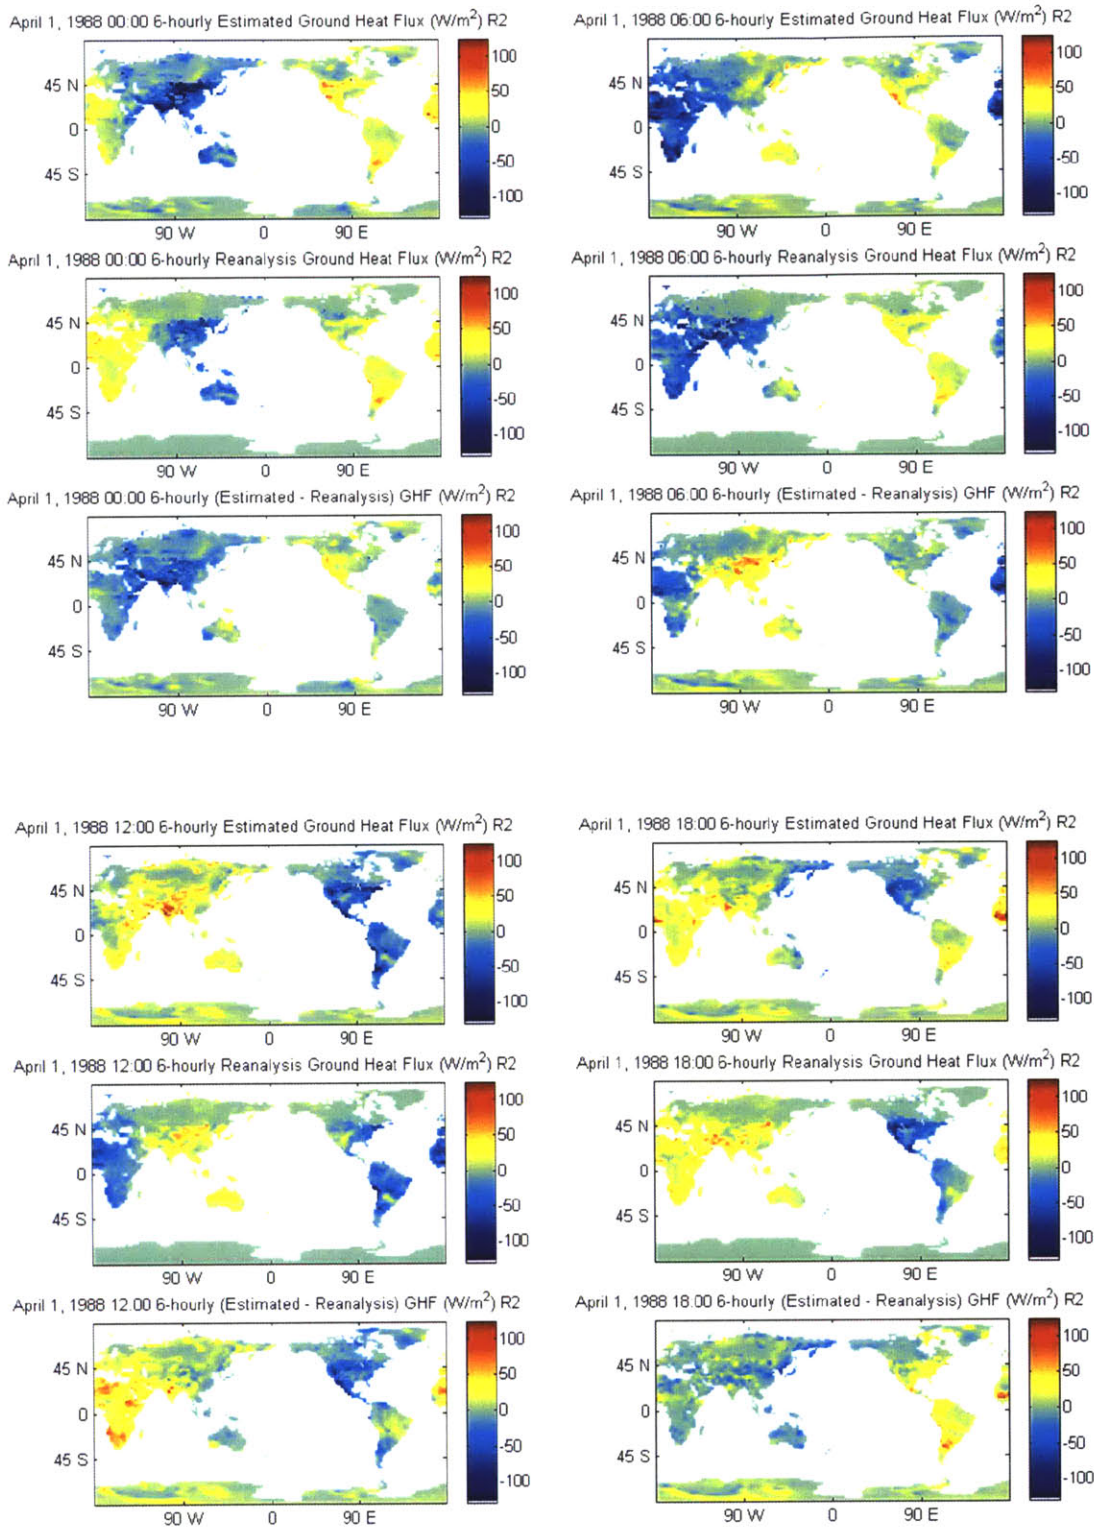 April 1, 1988 00:00 6-hourly Estimated Ground Heat Flux (W/m²) R2
100
50
0
-50
-100
45 N
0
45 S
90 W 0 90 E
April 1, 1988 06:00 6-hourly Estimated Ground Heat Flux (W/m²) R2
100
50
0
-50
-100
45 N
0
45 S
90 W 0 90 E
April 1, 1988 00:00 6-hourly Reanalysis Ground Heat Flux (W/m²) R2
100
50
0
-50
-100
45 N
0
45 S
90 W 0 90 E
April 1, 1988 06:00 6-hourly Reanalysis Ground Heat Flux (W/m²) R2
100
50
0
-50
-100
45 N
0
45 S
90 W 0 90 E
April 1, 1988 00:00 6-hourly (Estimated - Reanalysis) GHF (W/m²) R2
100
50
0
-50
-100
45 N
0
45 S
90 W 0 90 E
April 1, 1988 06:00 6-hourly (Estimated - Reanalysis) GHF (W/m²) R2
100
50
0
-50
-100
45 N
0
45 S
90 W 0 90 E
April 1, 1988 12:00 6-hourly Estimated Ground Heat Flux (W/m²) R2
100
50
0
-50
-100
45 N
0
45 S
90 W 0 90 E
April 1, 1988 18:00 6-hourly Estimated Ground Heat Flux (W/m²) R2
100
50
0
-50
-100
45 N
0
45 S
90 W 0 90 E
April 1, 1988 12:00 6-hourly Reanalysis Ground Heat Flux (W/m²) R2
100
50
0
-50
-100
45 N
0
45 S
90 W 0 90 E
April 1, 1988 18:00 6-hourly Reanalysis Ground Heat Flux (W/m²) R2
100
50
0
-50
-100
45 N
0
45 S
90 W 0 90 E
April 1, 1988 12:00 6-hourly (Estimated - Reanalysis) GHF (W/m²) R2
100
50
0
-50
-100
45 N
0
45 S
90 W 0 90 E
April 1, 1988 18:00 6-hourly (Estimated - Reanalysis) GHF (W/m²) R2
100
50
0
-50
-100
45 N
0
45 S
90 W 0 90 E